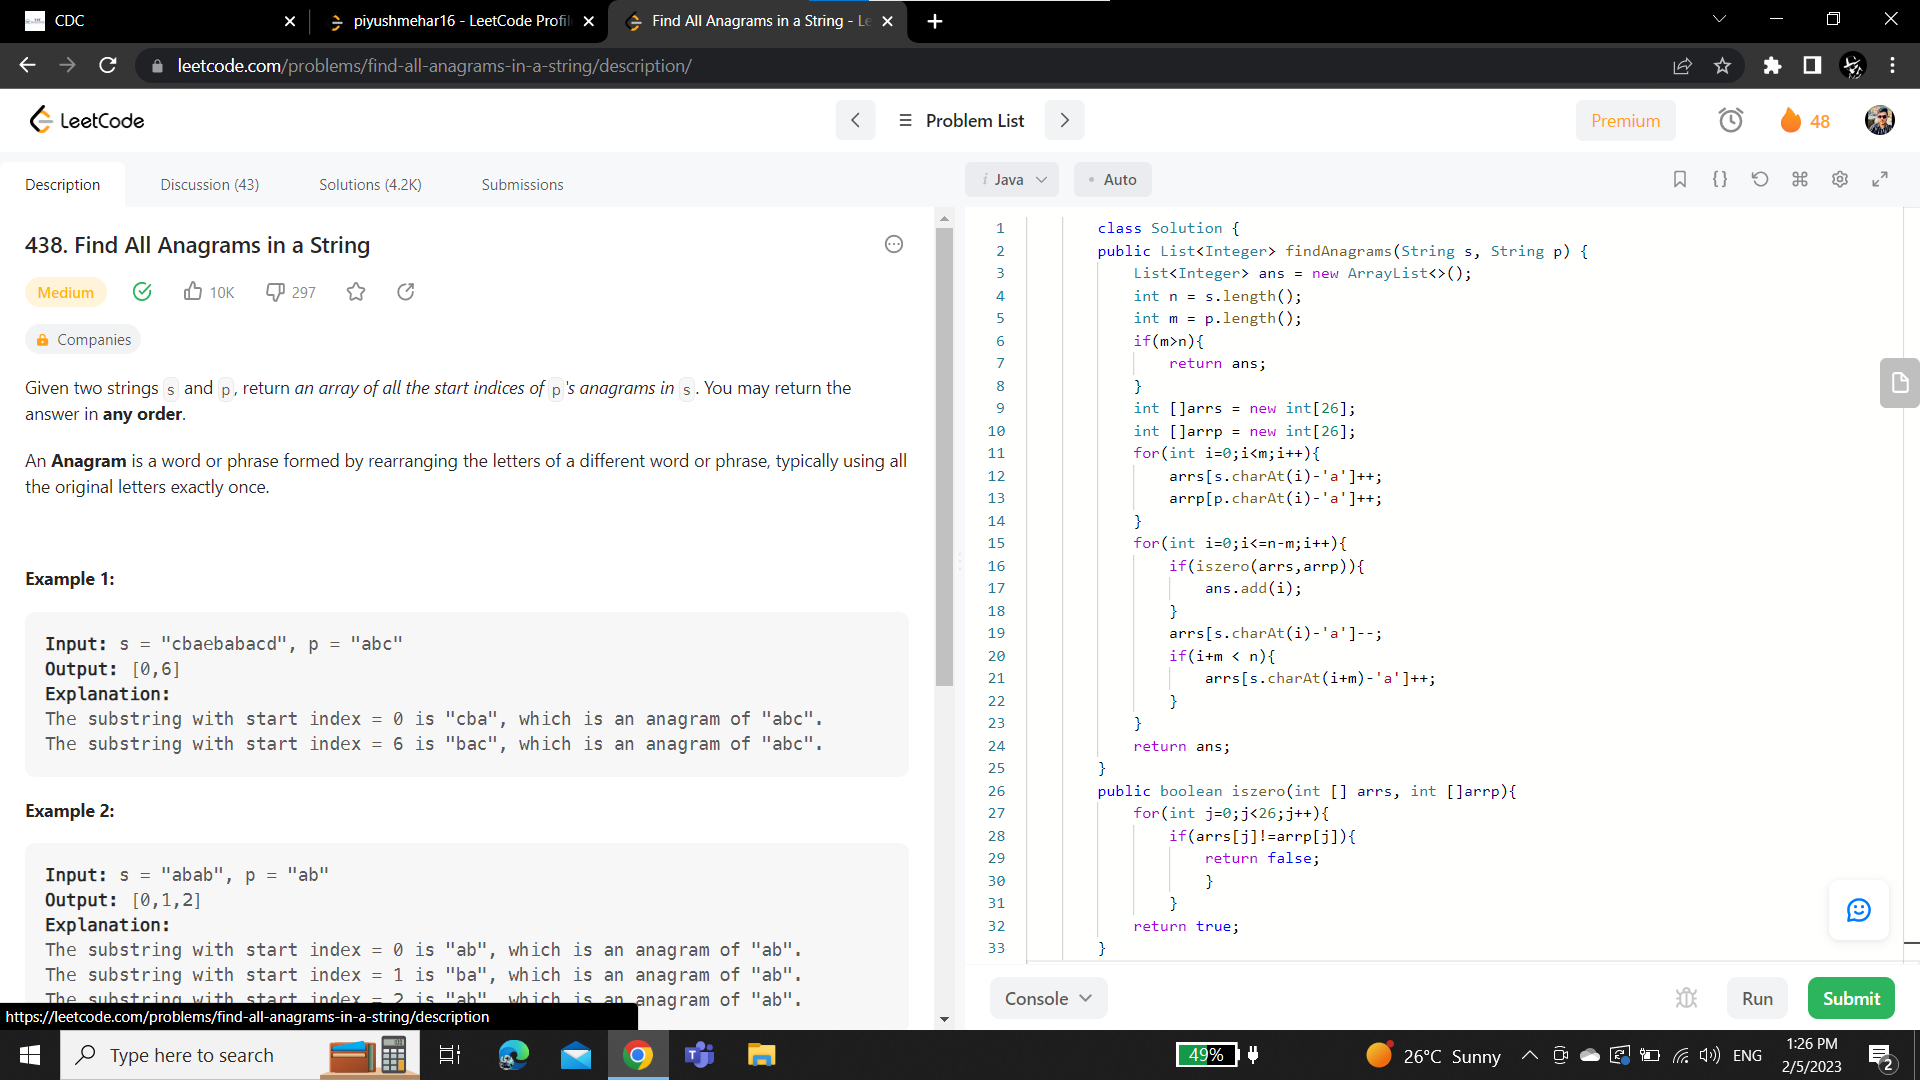 CDC
piyushmehar16 - LeetCode Profil
Find All Anagrams in a String - Le
leetcode.com/problems/find-all-anagrams-in-a-string/description/
LeetCode
Problem List
Premium
48
Description
Discussion (43)
Solutions (4.2K)
Submissions
438. Find All Anagrams in a String
Medium
10K
297
Companies
Given two strings s and p, return an array of all the start indices of p's anagrams in s. You may return the
answer in any order.
An Anagram is a word or phrase formed by rearranging the letters of a different word or phrase, typically using all
the original letters exactly once.
Example 1:
Input: s = "cbaebabacd", p = "abc"
Output: [0,6]
Explanation:
The substring with start index = 0 is "cba", which is an anagram of "abc".
The substring with start index = 6 is "bac", which is an anagram of "abc".
Example 2:
Input: s = "abab", p = "ab"
Output: [0,1,2]
Explanation:
The substring with start index = 0 is "ab", which is an anagram of "ab".
The substring with start index = 1 is "ba", which is an anagram of "ab".
The substring with start index = 2 is "ab", which is an anagram of "ab".
https://leetcode.com/problems/find-all-anagrams-in-a-string/description
i Java
Auto
1 class Solution {
2 public List<Integer> findAnagrams(String s, String p) {
3 List<Integer> ans = new ArrayList<>();
4 int n = s.length();
5 int m = p.length();
6 if(m>n){
7 return ans;
8 }
9 int []arrs = new int[26];
10 int []arrp = new int[26];
11 for(int i=0;i<m;i++){
12 arrs[s.charAt(i)-'a']++;
13 arrp[p.charAt(i)-'a']++;
14 }
15 for(int i=0;i<=n-m;i++){
16 if(iszero(arrs,arrp)){
17 ans.add(i);
18 }
19 arrs[s.charAt(i)-'a']--;
20 if(i+m < n){
21 arrs[s.charAt(i+m)-'a']++;
22 }
23 }
24 return ans;
25 }
26 public boolean iszero(int [] arrs, int []arrp){
27 for(int j=0;j<26;j++){
28 if(arrs[j]!=arrp[j]){
29 return false;
30 }
31 }
32 return true;
33 }
Console
Run
Submit
Type here to search
49%
26°C Sunny
ENG
1:26 PM
2/5/2023
2